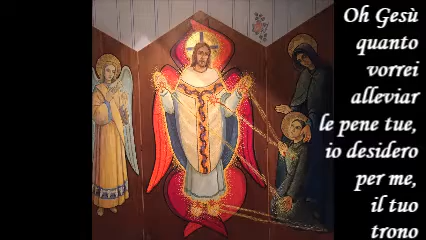 Oh Gesù
quanto
vorrei
alleviar
le pene tue,
io desidero
per me,
il tuo
trono